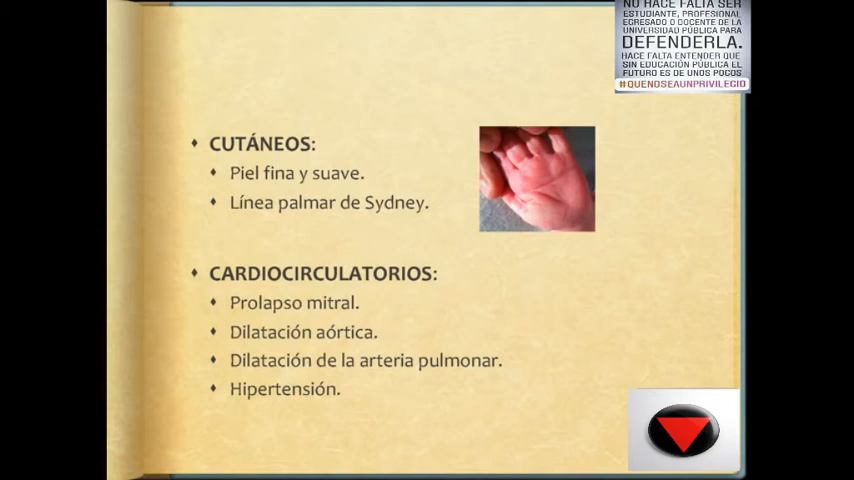 NO HACE FALTA SER
ESTUDIANTE, PROFESIONAL
EGRESADO O DOCENTE DE LA
UNIVERSIDAD PÚBLICA PARA
DEFENDERLA.
HACE FALTA ENTENDER QUE
SIN EDUCACIÓN PÚBLICA EL
FUTURO ES DE UNOS POCOS
#QUENOSEAUNPRIVILEGIO
CUTÁNEOS:
Piel fina y suave.
Línea palmar de Sydney.
CARDIOCIRCULATORIOS:
Prolapso mitral.
Dilatación aórtica.
Dilatación de la arteria pulmonar.
Hipertensión.